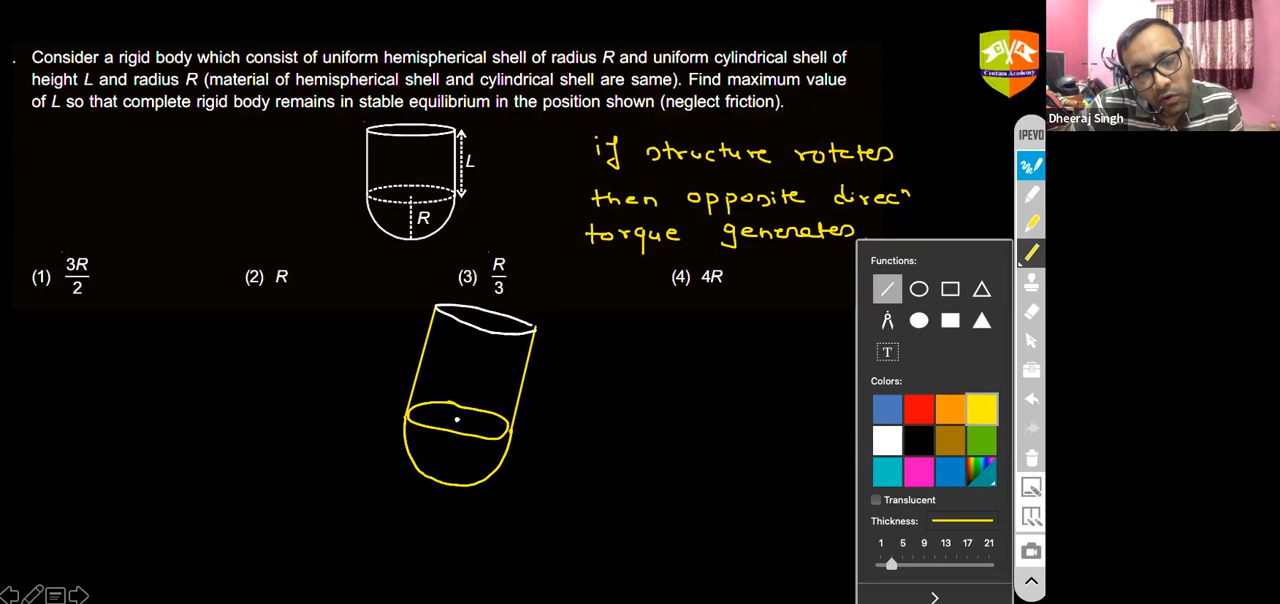 . Consider a rigid body which consist of uniform hemispherical shell of radius R and uniform cylindrical shell of
height L and radius R (material of hemispherical shell and cylindrical shell are same). Find maximum value
of L so that complete rigid body remains in stable equilibrium in the position shown (neglect friction).
L
R
(1) 3R/2
(2) R
(3) R/3
(4) 4R
if structure rotates
then opposite direcⁿ
torque generates.
Centum Academy
Dheeraj Singh
IPEVO
Functions:
T
Colors:
Translucent
Thickness:
1 5 9 13 17 21